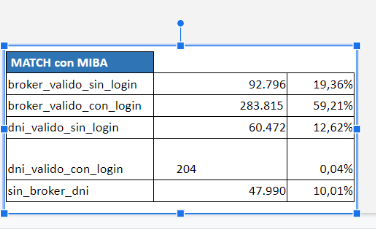 MATCH con MIBA
broker_valido_sin_login 92.796 19,36%
broker_valido_con_login 283.815 59,21%
dni_valido_sin_login 60.472 12,62%
dni_valido_con_login 204 0,04%
sin_broker_dni 47.990 10,01%